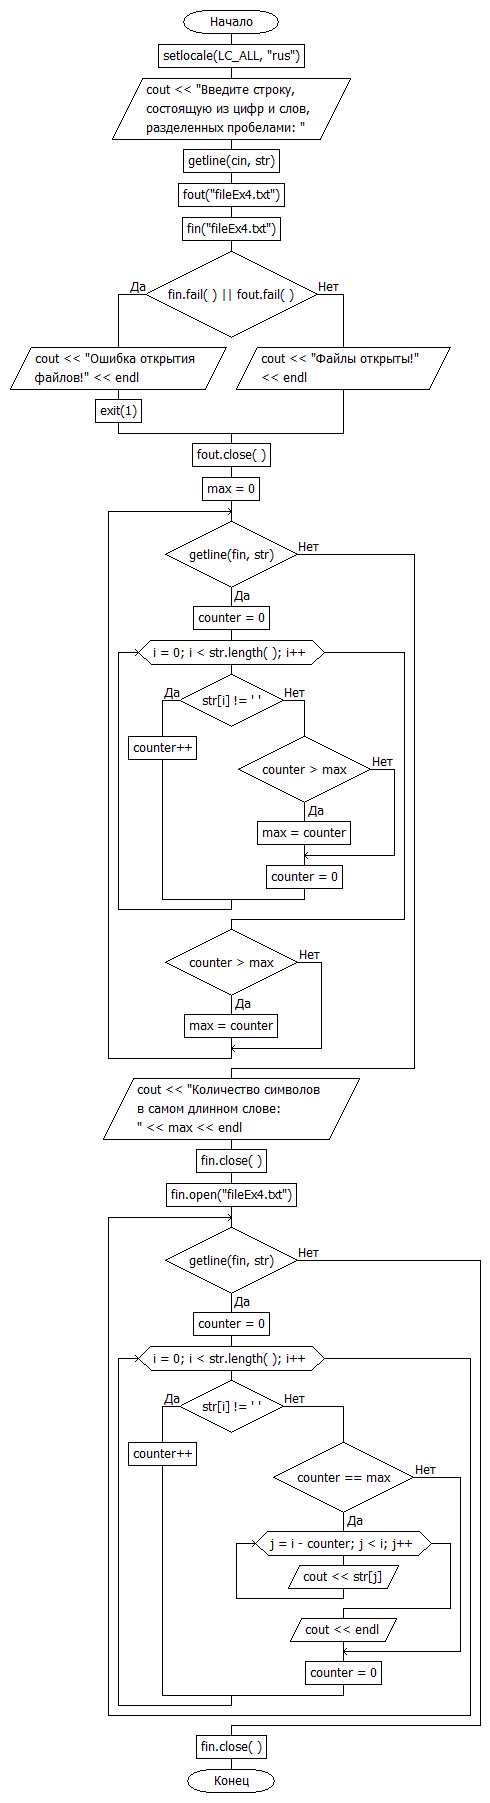 Начало
setlocale(LC_ALL, "rus")
cout << "Введите строку,
состоящую из цифр и слов,
разделенных пробелами: "
getline(cin, str)
fout("fileEx4.txt")
fin("fileEx4.txt")
Да
Нет
fin.fail( ) || fout.fail( )
cout << "Ошибка открытия
файлов!" << endl
cout << "Файлы открыты!"
<< endl
exit(1)
fout.close( )
max = 0
Нет
getline(fin, str)
Да
counter = 0
i = 0; i < str.length( ); i++
Да
Нет
str[i] != ' '
counter++
Нет
counter > max
Да
max = counter
counter = 0
Нет
counter > max
Да
max = counter
cout << "Количество символов
в самом длинном слове:
" << max << endl
fin.close( )
fin.open("fileEx4.txt")
Нет
getline(fin, str)
Да
counter = 0
i = 0; i < str.length( ); i++
Да
Нет
str[i] != ' '
counter++
Нет
counter == max
Да
j = i - counter; j < i; j++
cout << str[j]
cout << endl
counter = 0
fin.close( )
Конец